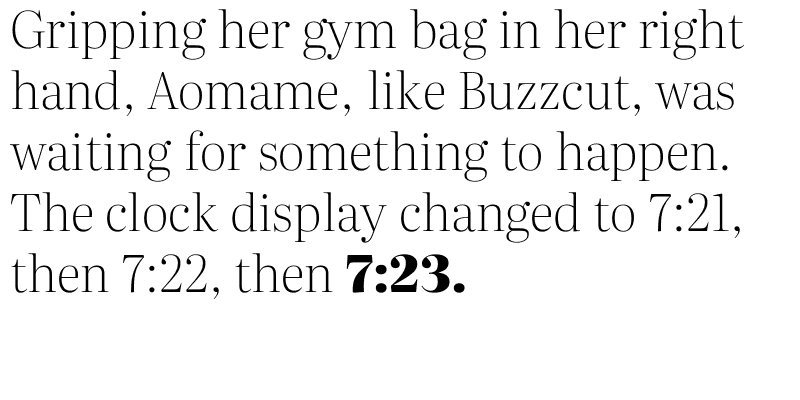 Gripping her gym bag in her right
hand, Aomame, like Buzzcut, was
waiting for something to happen.
The clock display changed to 7:21,
then 7:22, then 7:23.